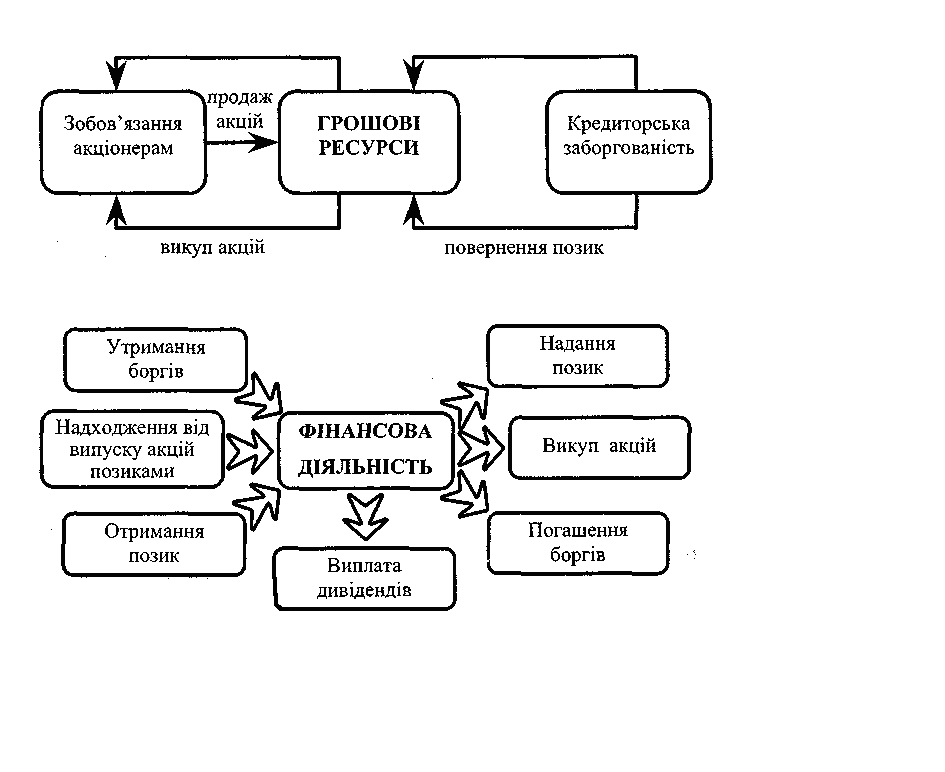 Зобов’язання
акціонерам
продаж
акцій
ГРОШОВІ
РЕСУРСИ
Кредиторська
заборгованість
викуп акцій
повернення позик
Утримання
боргів
Надходження від
випуску акцій
позиками
Отримання
позик
ФІНАНСОВА
ДІЯЛЬНІСТЬ
Виплата
дивідендів
Надання
позик
Викуп акцій
Погашення
боргів